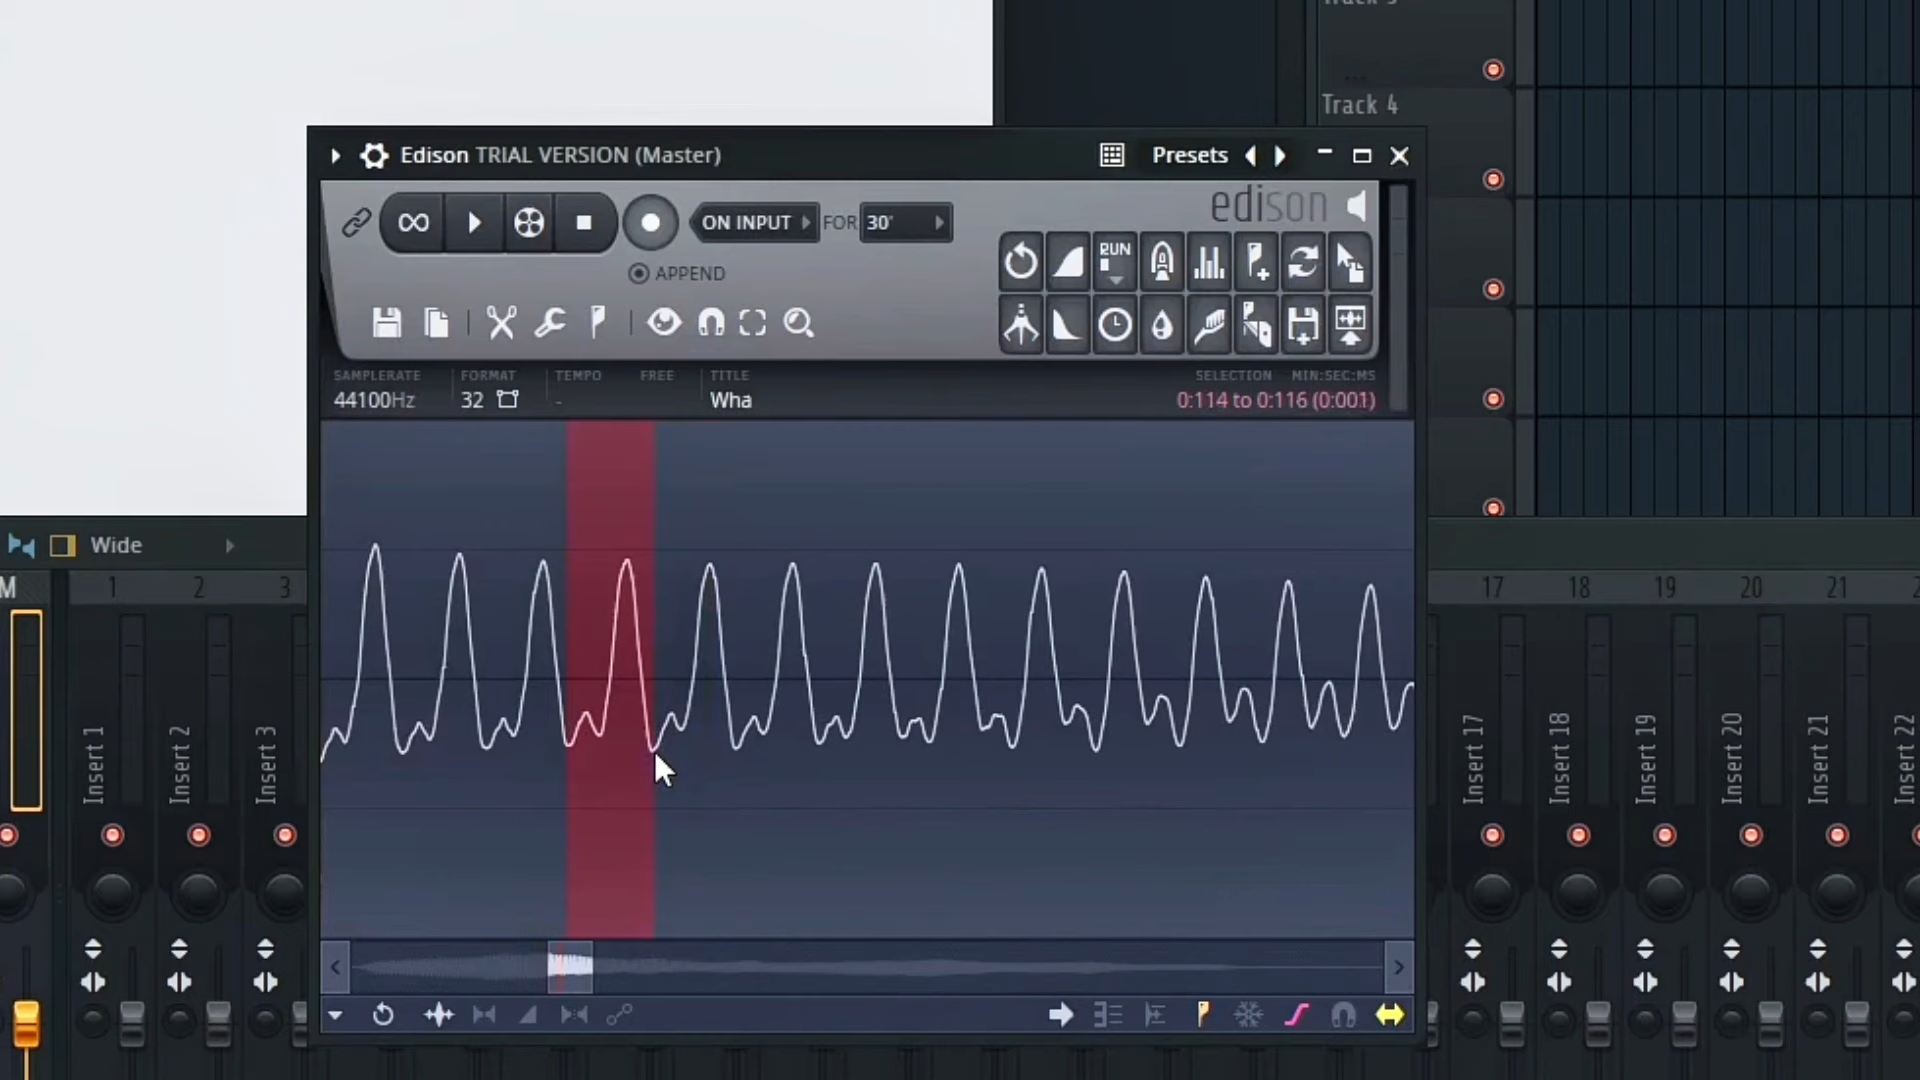 Track 4
Edison TRIAL VERSION (Master)
Presets
edison
ON INPUT
FOR
30'
RUN
APPEND
SAMPLERATE
FORMAT
TEMPO
FREE
TITLE
SELECTION
MIN:SEC:MS
44100Hz
32
-
Wha
0:114 to 0:116 (0:001)
Wide
M
1
2
3
17
18
19
20
21
Insert 1
Insert 2
Insert 3
Insert 17
Insert 18
Insert 19
Insert 20
Insert 21
Insert 22